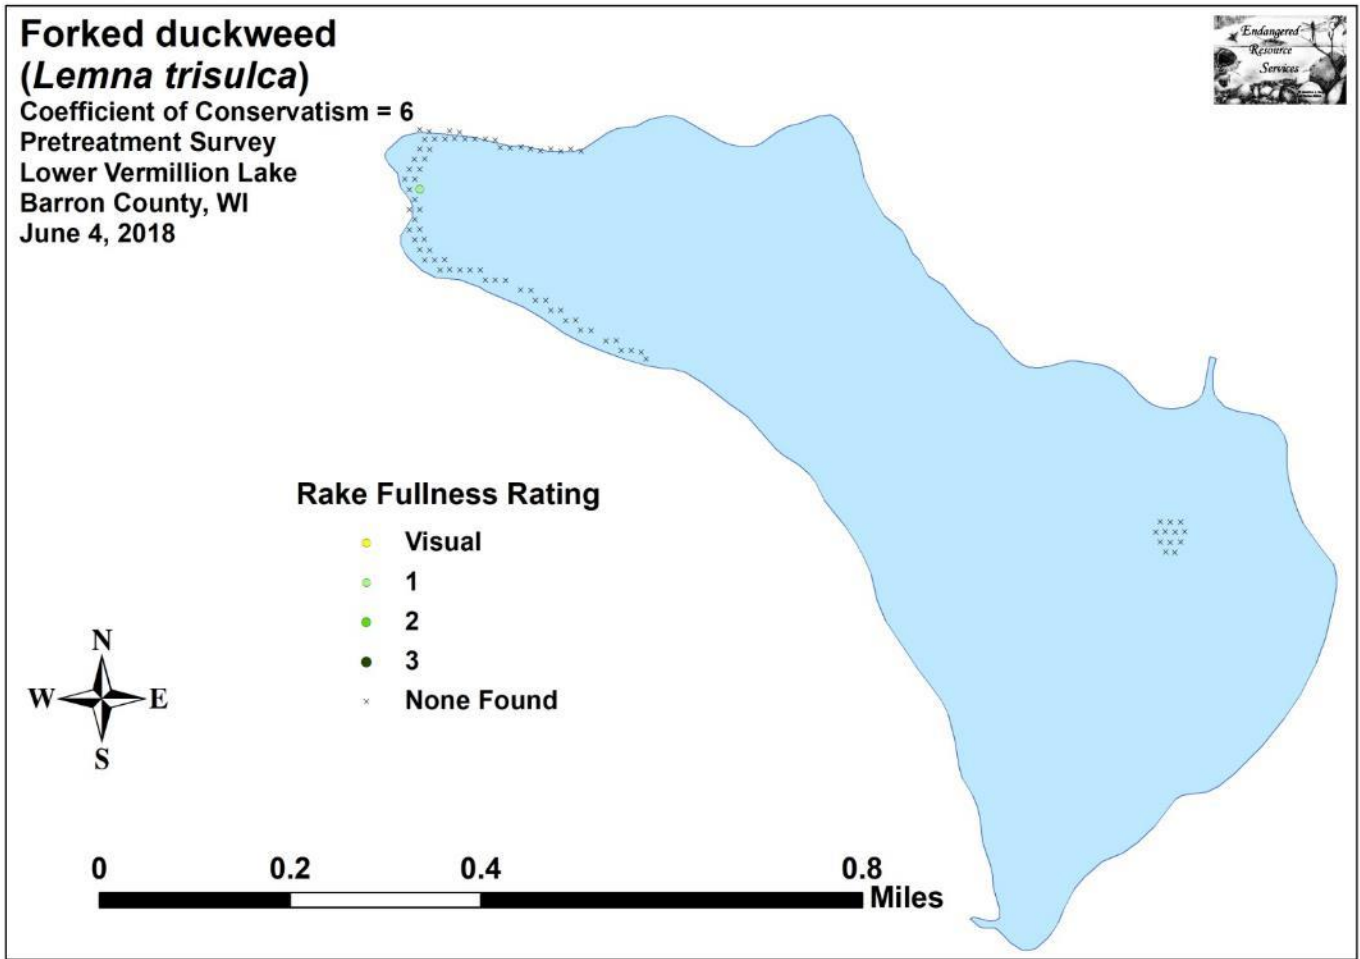 Forked duckweed
(Lemna trisulca)
Coefficient of Conservatism = 6
Pretreatment Survey
Lower Vermillion Lake
Barron County, WI
June 4, 2018
Endangered
Resource
Services
Rake Fullness Rating
Visual
1
2
3
None Found
N
W E
S
0 0.2 0.4 0.8
Miles